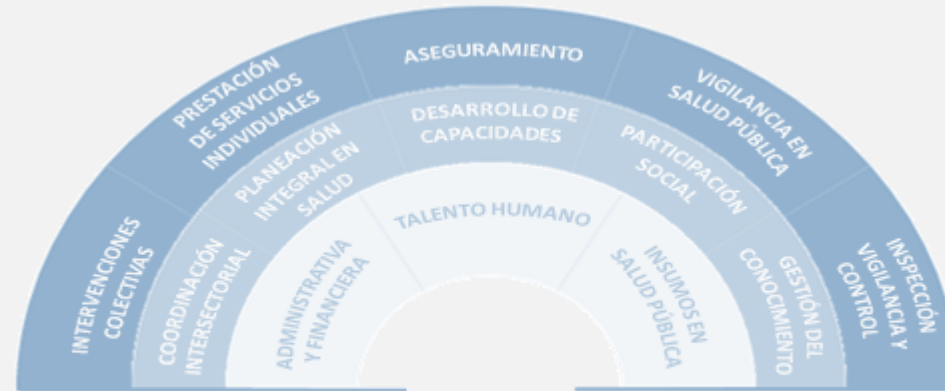 INTERVENCIONES
COLECTIVAS
PRESTACIÓN
DE SERVICIOS
INDIVIDUALES
ASEGURAMIENTO
VIGILANCIA EN
SALUD PÚBLICA
INSPECCIÓN
VIGILANCIA Y
CONTROL
COORDINACIÓN
INTERSECTORIAL
PLANEACIÓN
INTEGRAL EN
SALUD
DESARROLLO DE
CAPACIDADES
PARTICIPACIÓN
SOCIAL
GESTIÓN DEL
CONOCIMIENTO
ADMINISTRATIVA
Y FINANCIERA
TALENTO HUMANO
INSUMOS EN
SALUD PÚBLICA